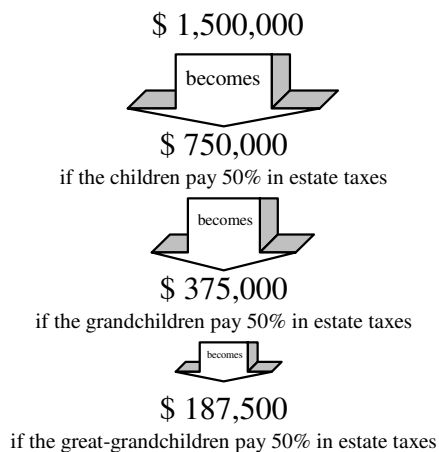 $ 1,500,000
becomes
$ 750,000
if the children pay 50% in estate taxes
becomes
$ 375,000
if the grandchildren pay 50% in estate taxes
becomes
$ 187,500
if the great-grandchildren pay 50% in estate taxes